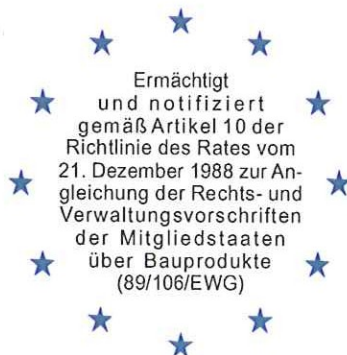 Ermächtigt
und notifiziert
gemäß Artikel 10 der
Richtlinie des Rates vom
21. Dezember 1988 zur An-
gleichung der Rechts- und
Verwaltungsvorschriften
der Mitgliedstaaten
über Bauprodukte
(89/106/EWG)